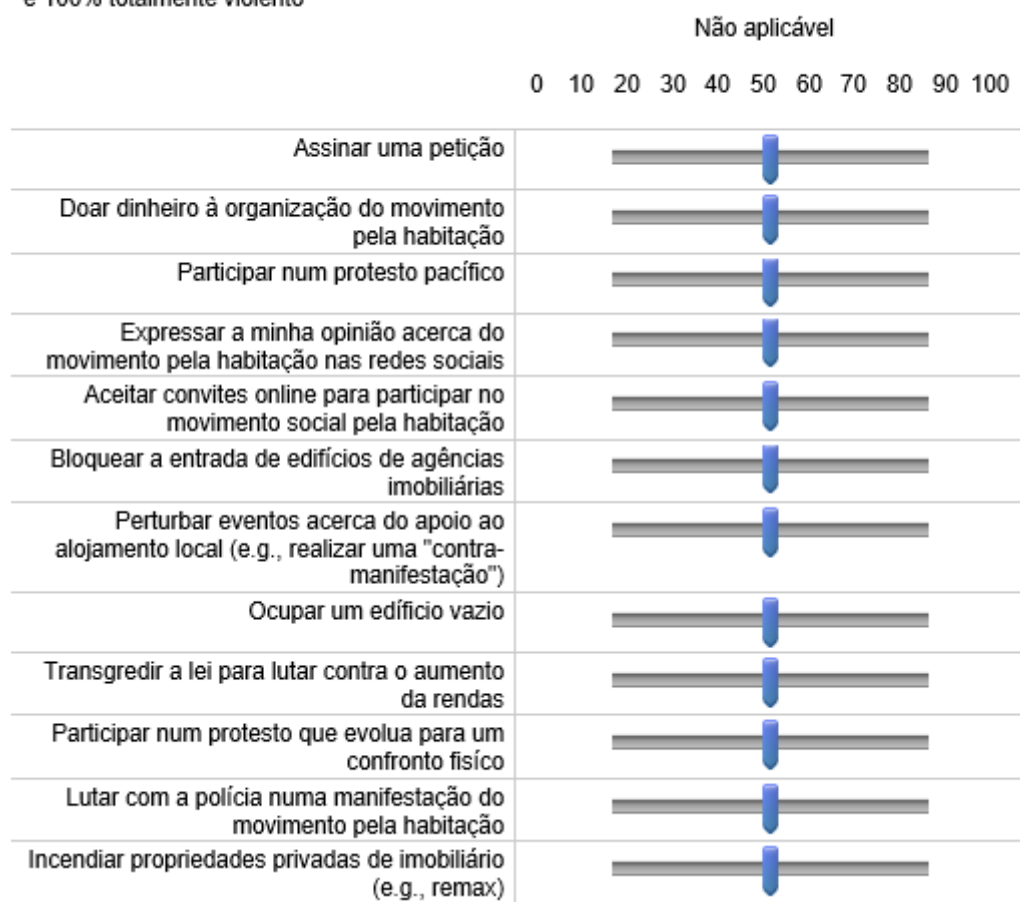 e 100% totalmente violento
Não aplicável
0 10 20 30 40 50 60 70 80 90 100
Assinar uma petição
Doar dinheiro à organização do movimento
pela habitação
Participar num protesto pacífico
Expressar a minha opinião acerca do
movimento pela habitação nas redes sociais
Aceitar convites online para participar no
movimento social pela habitação
Bloquear a entrada de edifícios de agências
imobiliárias
Perturbar eventos acerca do apoio ao
alojamento local (e.g., realizar uma "contra-
manifestação")
Ocupar um edíficio vazio
Transgredir a lei para lutar contra o aumento
da rendas
Participar num protesto que evolua para um
confronto fisíco
Lutar com a polícia numa manifestação do
movimento pela habitação
Incendiar propriedades privadas de imobiliário
(e.g., remax)